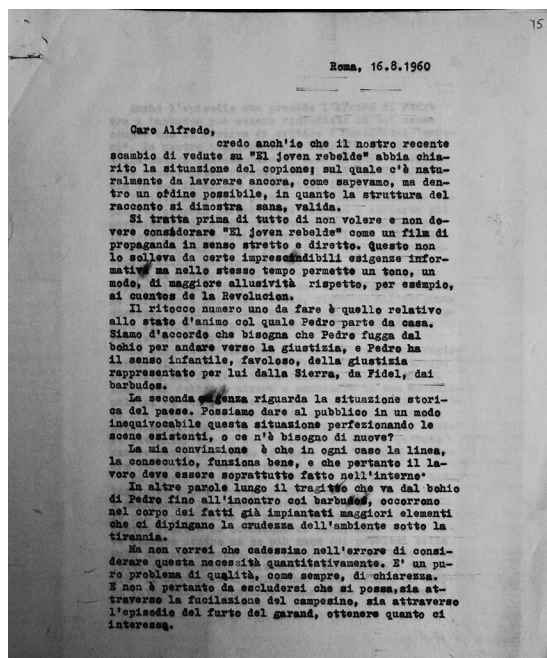 75
Roma, 16.8.1960
Caro Alfredo,
credo anch'io che il nostro recente
scambio di vedute su "El joven rebelde" abbia chia-
rito la situazione del copione; sul quale c'è natu-
ralmente da lavorare ancora, come sapevamo, ma den-
tro un ordine possibile, in quanto la struttura del
racconto si dimostra sana, valida.
Si tratta prima di tutto di non volere e non do-
vere considerare "El joven rebelde" come un film di
propaganda in senso stretto e diretto. Questo non
lo solleva da certe imprescindibili esigenze infor-
mative ma nello stesso tempo permette un tono, un
modo, di maggiore allusività rispetto, per esempio,
ai cuentos de la Revolucion.
Il ritocco numero uno da fare è quello relativo
allo stato d'animo col quale Pedro parte da casa.
Siamo d'accordo che bisogna che Pedro fugga dal
bohio per andare verso la giustizia, e Pedro ha
il senso infantile, favoloso, della giustizia
rappresentato per lui dalla Sierra, da Fidel, dai
barbudos.
La seconda esigenza riguarda la situazione stori-
ca del paese. Possiamo dare al pubblico in un modo
inequivocabile questa situazione perfezionando le
scene esistenti, o ce n'è bisogno di nuove?
La mia convinzione è che in ogni caso la linea,
la consecutio, funziona bene, e che pertanto il la-
voro deve essere soprattutto fatto nell'interno.
In altre parole lungo il tragitto che va dal bohio
di Pedro fino all'incontro coi barbudos, occorrono
nel corpo dei fatti già impiantati maggiori elementi
che ci dipingano la crudezza dell'ambiente sotto la
tirannia.
Ma non vorrei che cadessimo nell'errore di consi-
derare questa necessità quantitativamente. E' un pu-
ro problema di qualità, come sempre, di chiarezza.
E non è pertanto da escludersi che si possa,sia at-
traverso la fucilazione del campesino, sia attraverso
l'episodio del furto del garand, ottenere quanto ci
interessa.